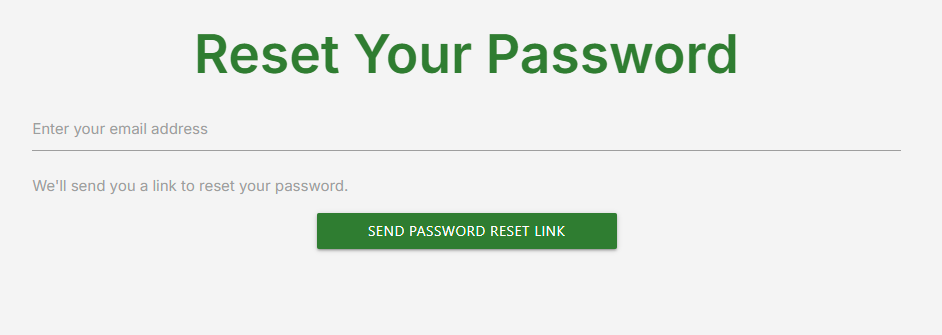 Reset Your Password
Enter your email address
We'll send you a link to reset your password.
SEND PASSWORD RESET LINK